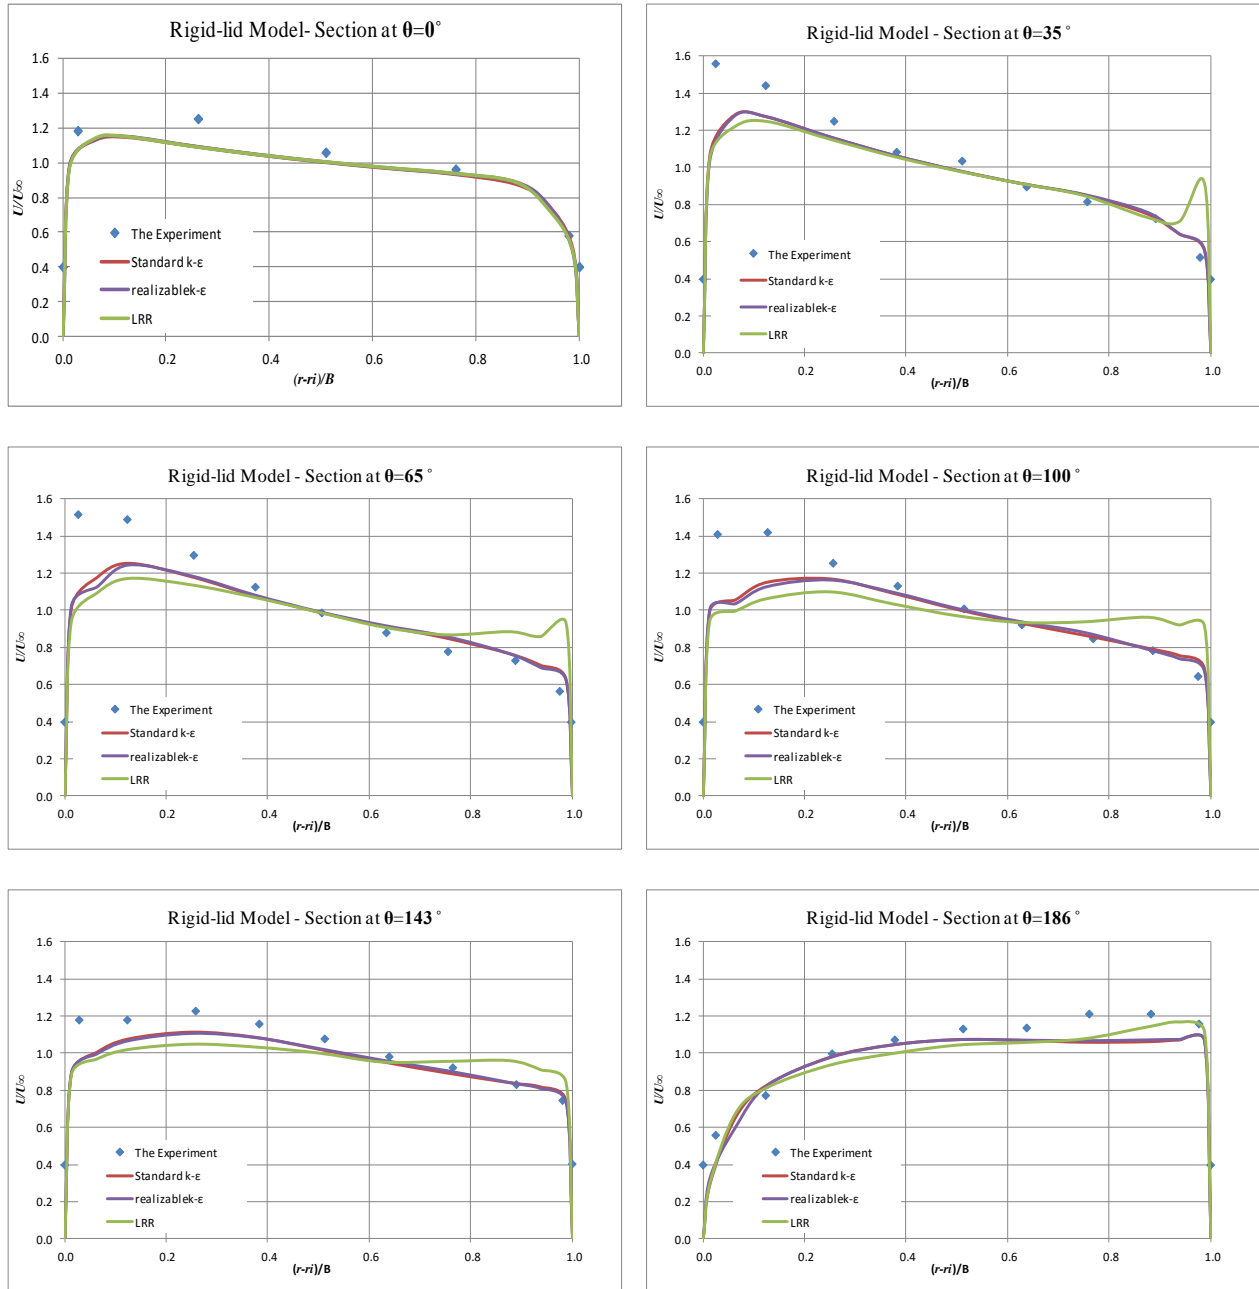 Rigid-lid Model- Section at θ=0°
1.6
1.4
1.2
1.0
0.8
0.6
0.4
0.2
0.0
U/U∞
The Experiment
Standard k-ε
realizablek-ε
LRR
0.0 0.2 0.4 0.6 0.8 1.0
(r-ri)/B
Rigid-lid Model - Section at θ=35°
1.6
1.4
1.2
1.0
0.8
0.6
0.4
0.2
0.0
U/U∞
The Experiment
Standard k-ε
realizablek-ε
LRR
0.0 0.2 0.4 0.6 0.8 1.0
(r-ri)/B
Rigid-lid Model - Section at θ=65°
1.6
1.4
1.2
1.0
0.8
0.6
0.4
0.2
0.0
U/U∞
The Experiment
Standard k-ε
realizablek-ε
LRR
0.0 0.2 0.4 0.6 0.8 1.0
(r-ri)/B
Rigid-lid Model - Section at θ=100°
1.6
1.4
1.2
1.0
0.8
0.6
0.4
0.2
0.0
U/U∞
The Experiment
Standard k-ε
realizablek-ε
LRR
0.0 0.2 0.4 0.6 0.8 1.0
(r-ri)/B
Rigid-lid Model - Section at θ=143°
1.6
1.4
1.2
1.0
0.8
0.6
0.4
0.2
0.0
U/U∞
The Experiment
Standard k-ε
realizablek-ε
LRR
0.0 0.2 0.4 0.6 0.8 1.0
(r-ri)/B
Rigid-lid Model - Section at θ=186°
1.6
1.4
1.2
1.0
0.8
0.6
0.4
0.2
0.0
U/U∞
The Experiment
Standard k-ε
realizablek-ε
LRR
0.0 0.2 0.4 0.6 0.8 1.0
(r-ri)/B